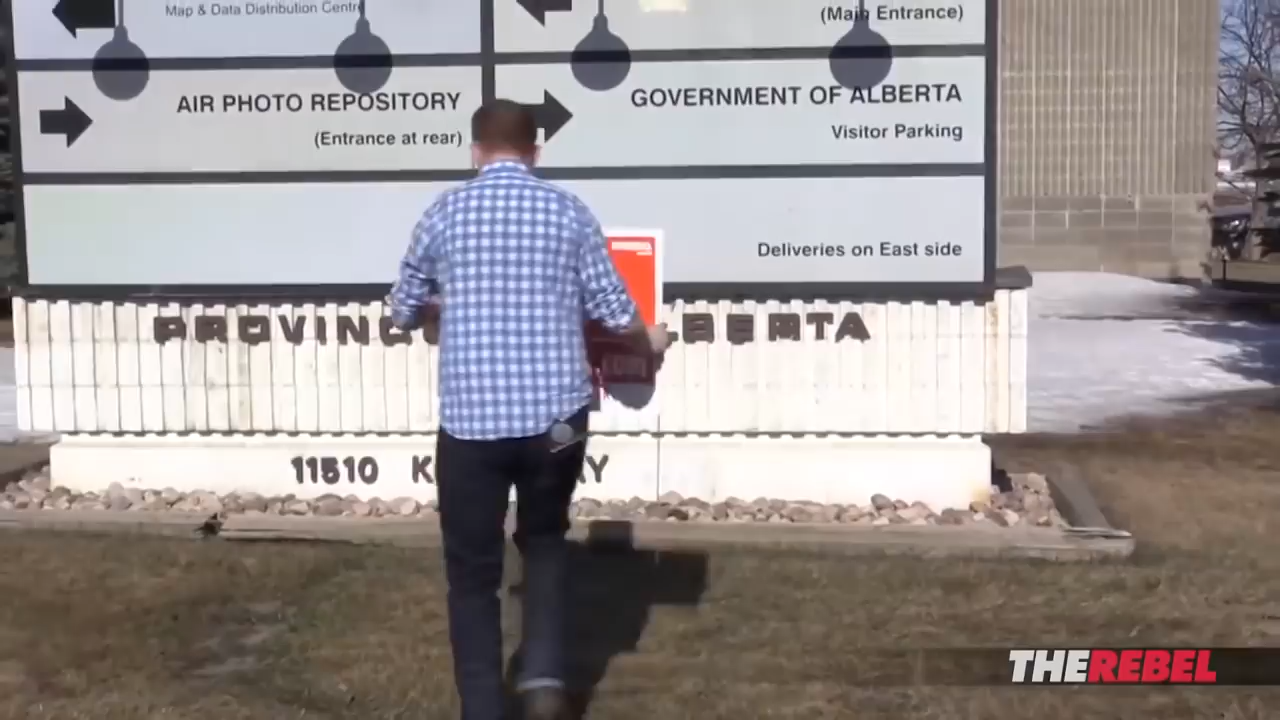 Map & Data Distribution Centre
(Main Entrance)
AIR PHOTO REPOSITORY
(Entrance at rear)
GOVERNMENT OF ALBERTA
Visitor Parking
Deliveries on East side
PROVINC LBERTA
11510 K AY
THEREBEL